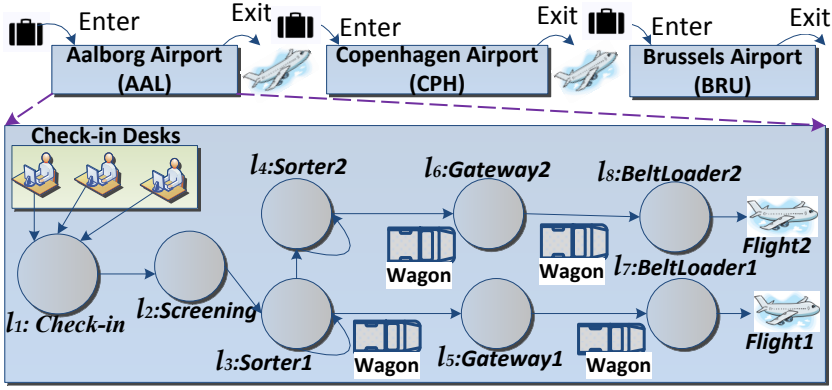 Enter
Exit
Enter
Exit
Enter
Exit
Aalborg Airport
(AAL)
Copenhagen Airport
(CPH)
Brussels Airport
(BRU)
Check-in Desks
l4:Sorter2
l6:Gateway2
l8:BeltLoader2
Wagon
Wagon
Flight2
l1: Check-in
l2:Screening
l3:Sorter1
Wagon
l5:Gateway1
Wagon
l7:BeltLoader1
Flight1